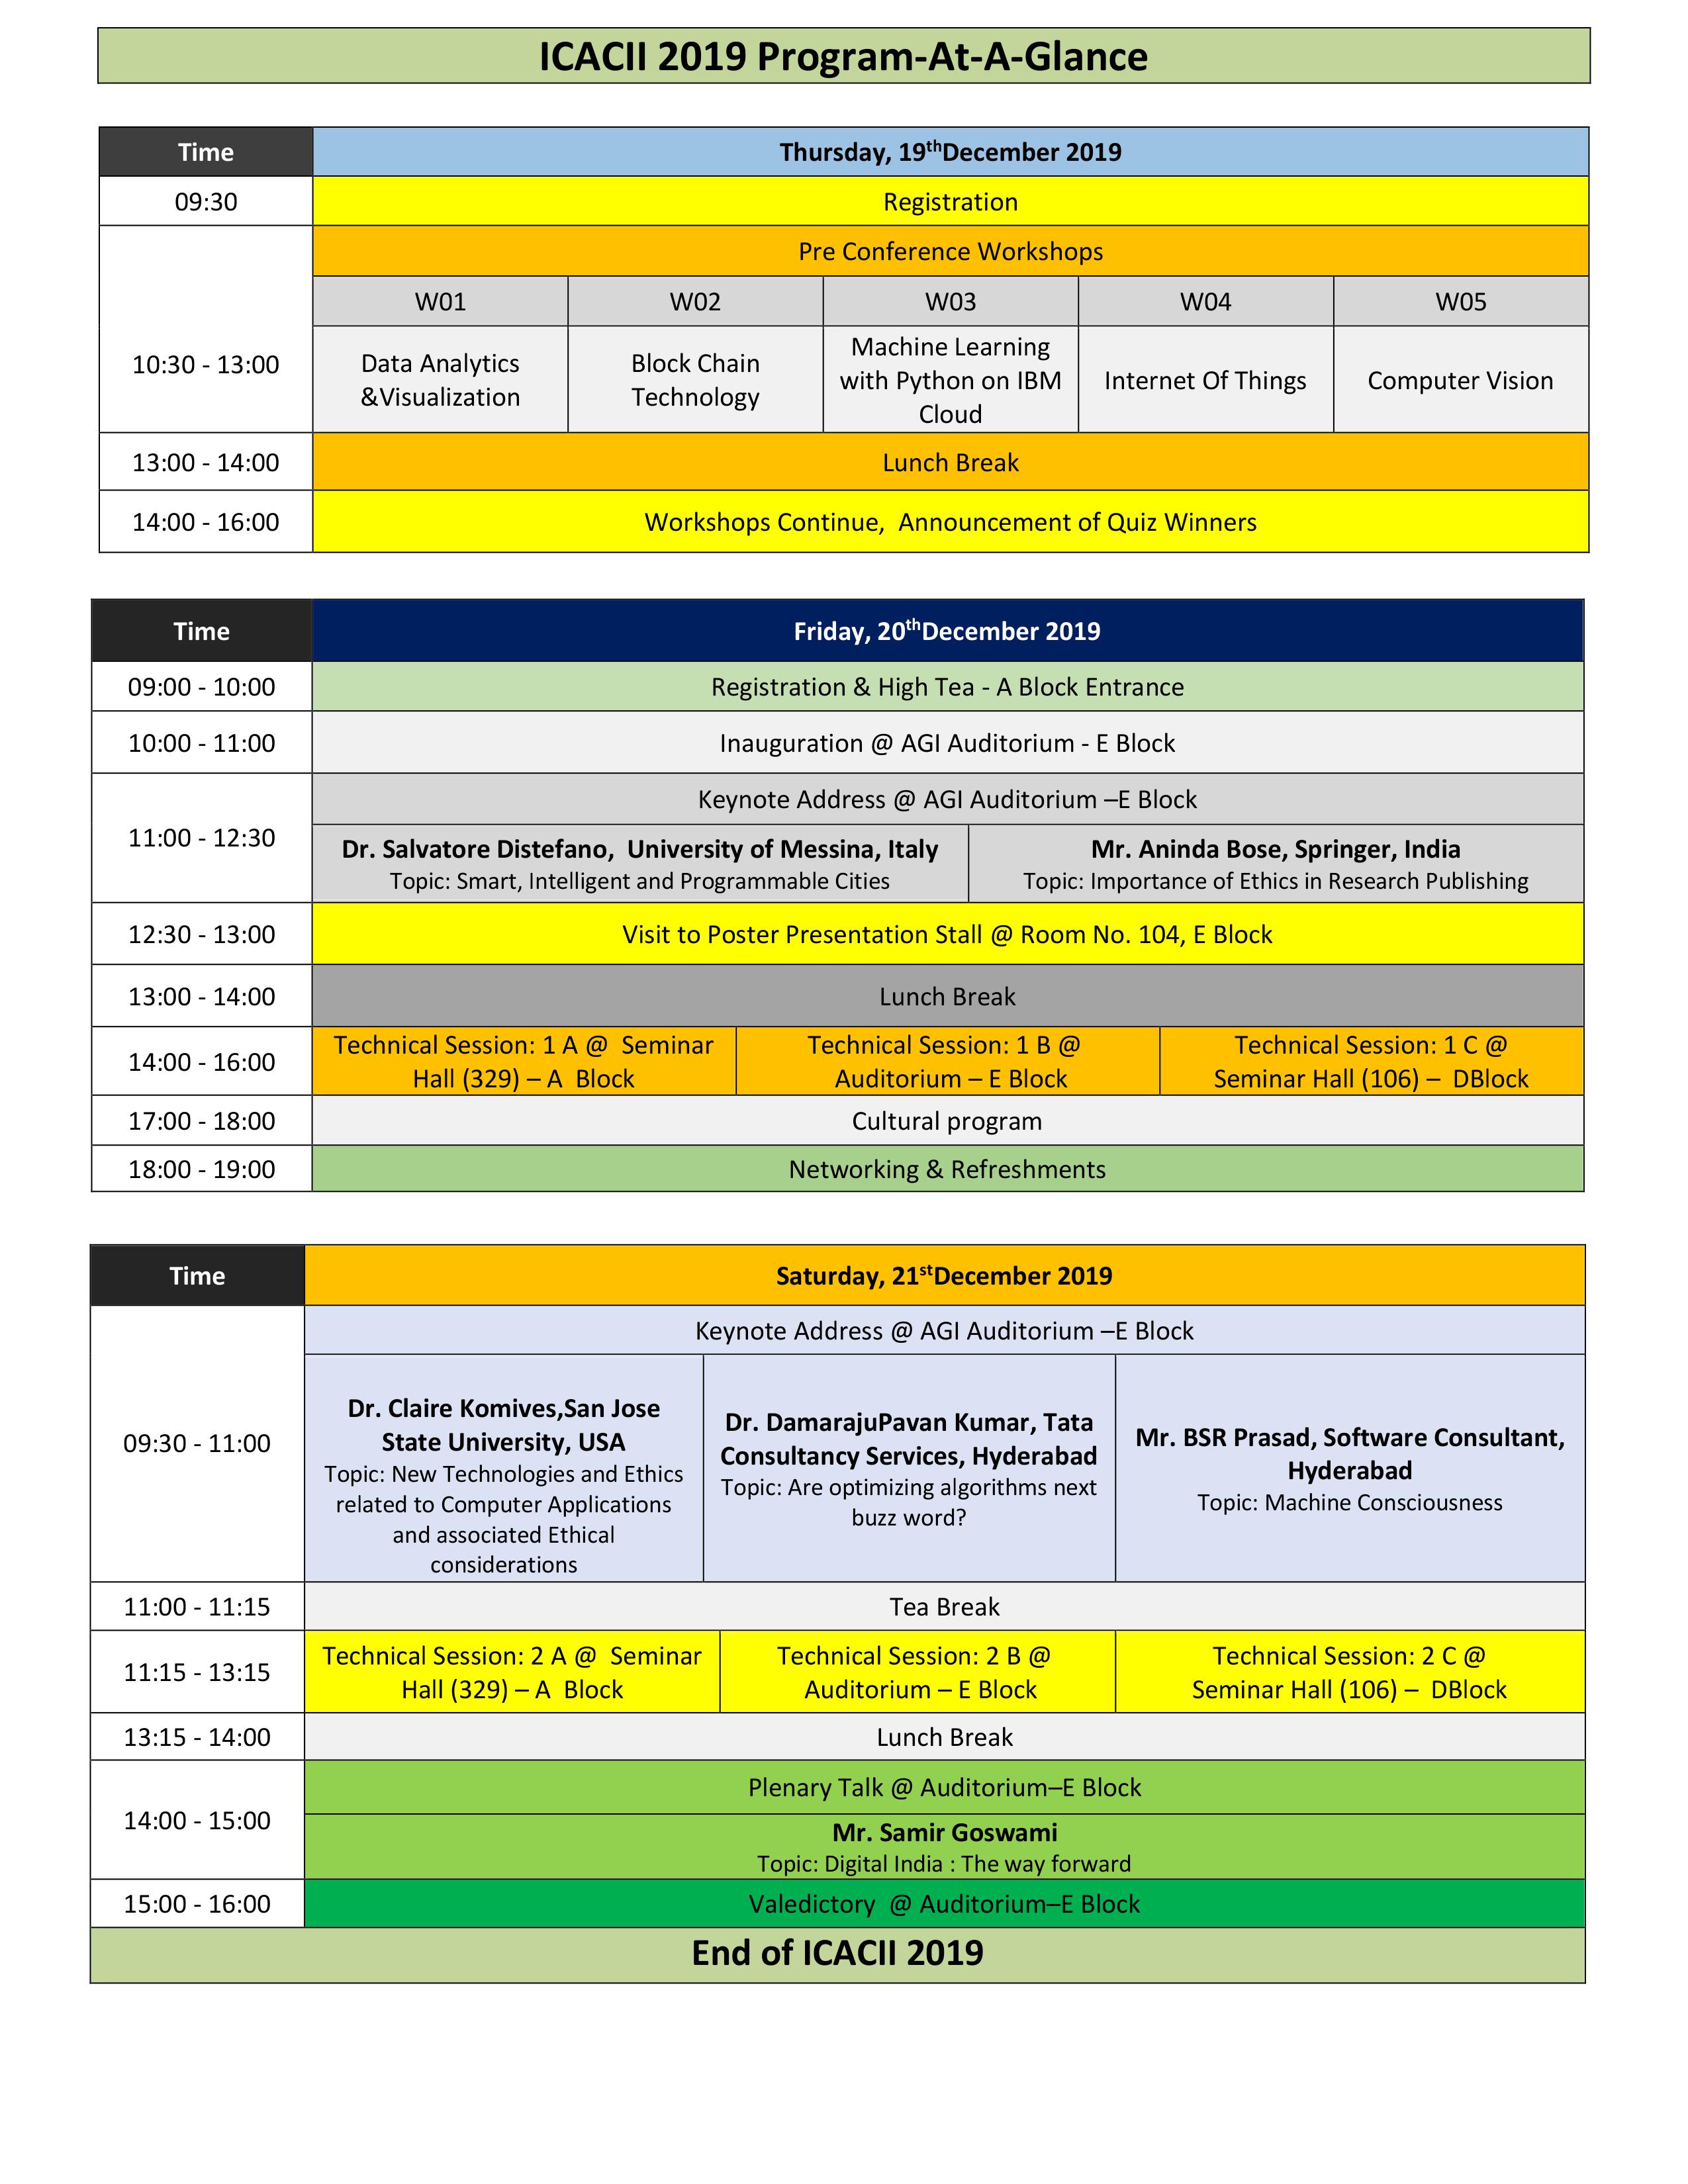 ICACII 2019 Program-At-A-Glance
Time
Thursday, 19thDecember 2019
09:30
Registration
Pre Conference Workshops
W01
W02
W03
W04
W05
10:30 - 13:00
Data Analytics
&Visualization
Block Chain
Technology
Machine Learning
with Python on IBM
Cloud
Internet Of Things
Computer Vision
13:00 - 14:00
Lunch Break
14:00 - 16:00
Workshops Continue,  Announcement of Quiz Winners
Time
Friday, 20thDecember 2019
09:00 - 10:00
Registration & High Tea - A Block Entrance
10:00 - 11:00
Inauguration @ AGI Auditorium - E Block
11:00 - 12:30
Keynote Address @ AGI Auditorium –E Block
Dr. Salvatore Distefano,  University of Messina, Italy
Topic: Smart, Intelligent and Programmable Cities
Mr. Aninda Bose, Springer, India
Topic: Importance of Ethics in Research Publishing
12:30 - 13:00
Visit to Poster Presentation Stall @ Room No. 104, E Block
13:00 - 14:00
Lunch Break
14:00 - 16:00
Technical Session: 1 A @  Seminar
Hall (329) – A  Block
Technical Session: 1 B @
Auditorium – E Block
Technical Session: 1 C @
Seminar Hall (106) –  DBlock
17:00 - 18:00
Cultural program
18:00 - 19:00
Networking & Refreshments
Time
Saturday, 21stDecember 2019
09:30 - 11:00
Keynote Address @ AGI Auditorium –E Block
Dr. Claire Komives,San Jose
State University, USA
Topic: New Technologies and Ethics
related to Computer Applications
and associated Ethical
considerations
Dr. DamarajuPavan Kumar, Tata
Consultancy Services, Hyderabad
Topic: Are optimizing algorithms next
buzz word?
Mr. BSR Prasad, Software Consultant,
Hyderabad
Topic: Machine Consciousness
11:00 - 11:15
Tea Break
11:15 - 13:15
Technical Session: 2 A @  Seminar
Hall (329) – A  Block
Technical Session: 2 B @
Auditorium – E Block
Technical Session: 2 C @
Seminar Hall (106) –  DBlock
13:15 - 14:00
Lunch Break
14:00 - 15:00
Plenary Talk @ Auditorium–E Block
Mr. Samir Goswami
Topic: Digital India : The way forward
15:00 - 16:00
Valedictory  @ Auditorium–E Block
End of ICACII 2019